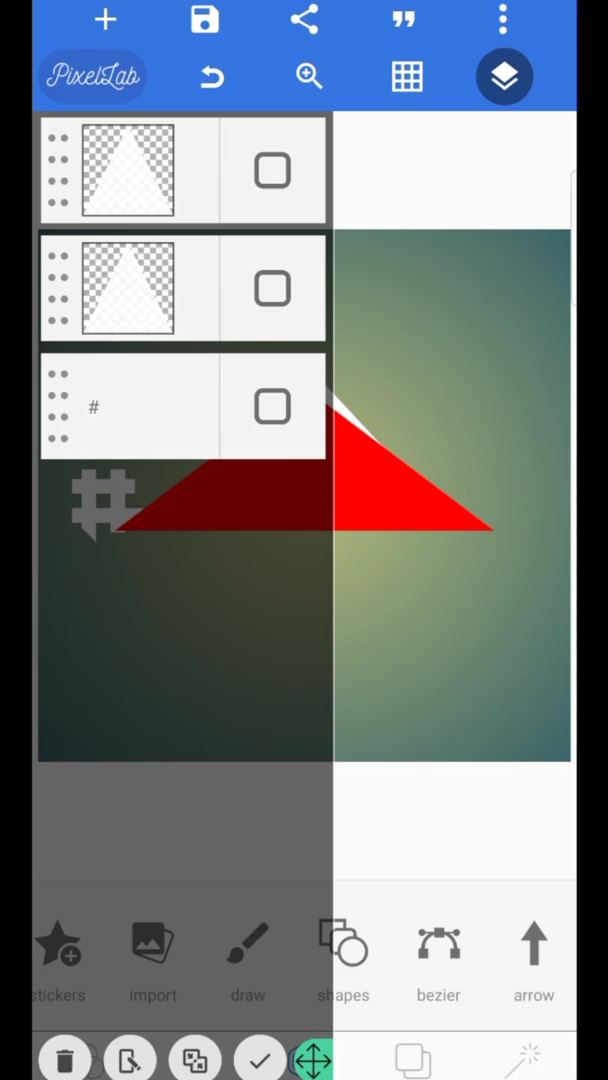 PixelLab
#
#
stickers
import
draw
shapes
bezier
arrow